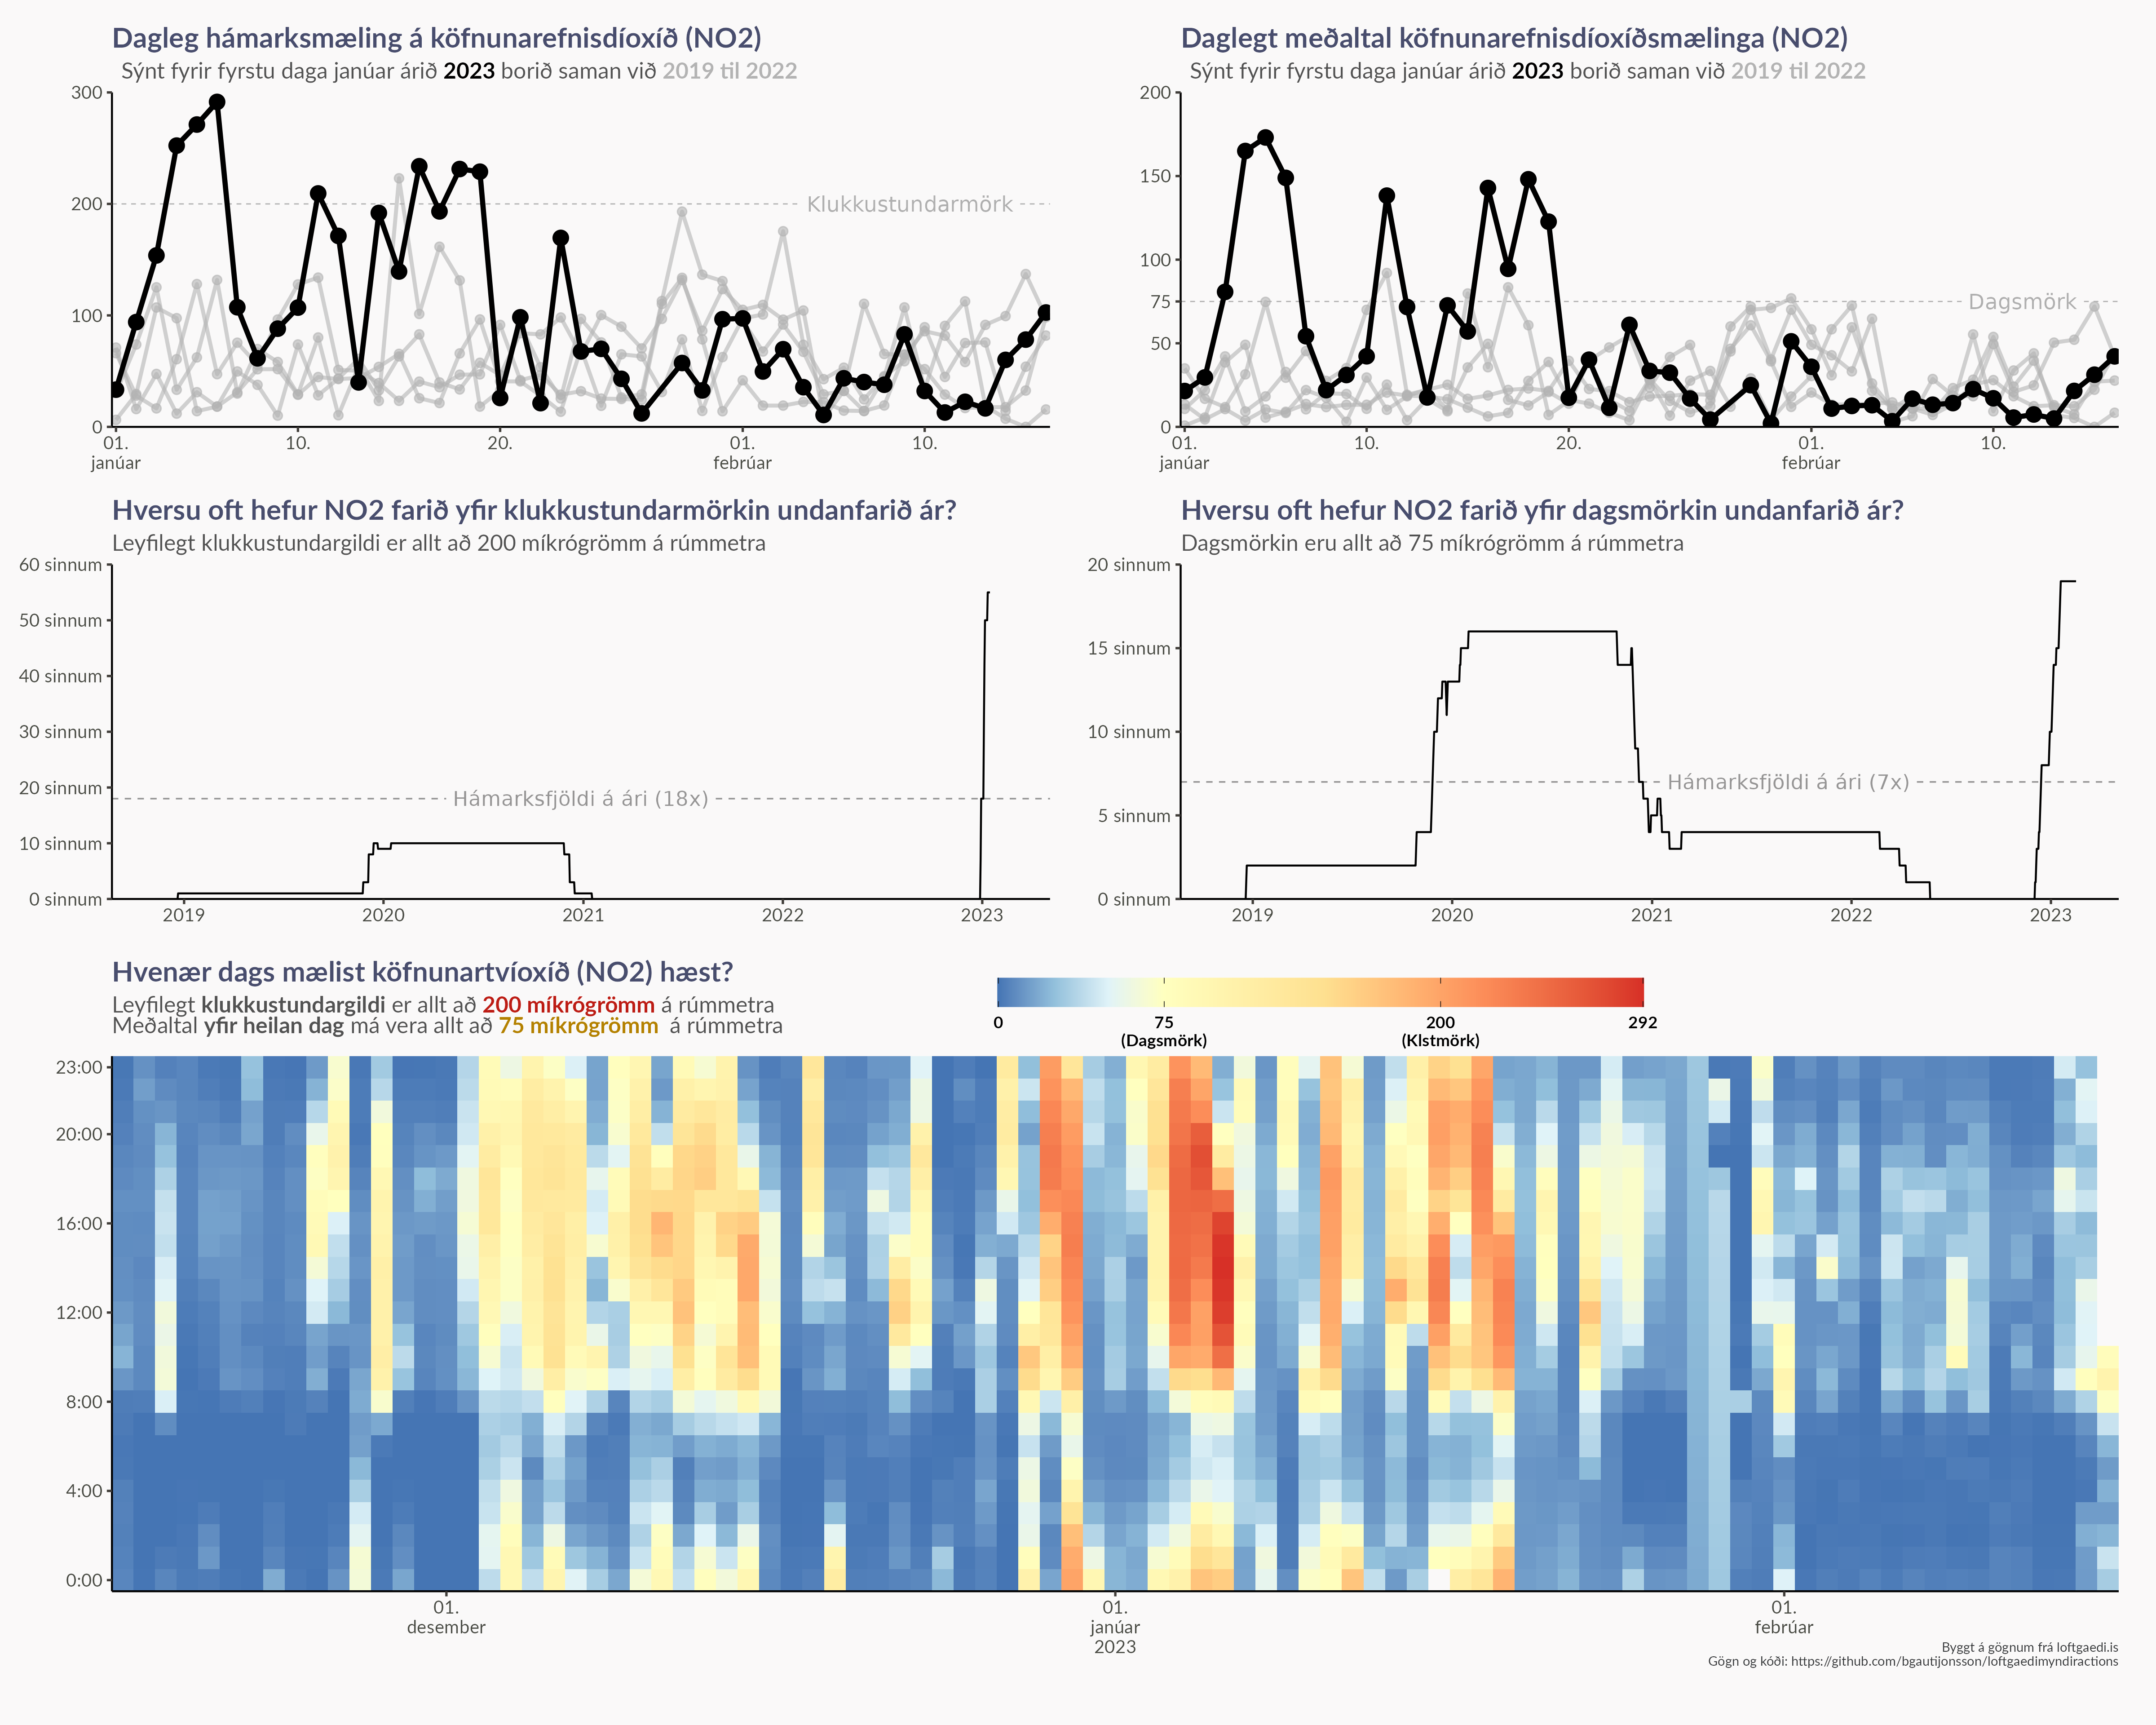 Dagleg hámarksmæling á köfnunarefnisdíoxíð (NO2)
Sýnt fyrir fyrstu daga janúar árið 2023 borið saman við 2019 til 2022
300
200
100
0
Klukkustundarmörk
01.
janúar
10.
20.
01.
febrúar
10.
Daglegt meðaltal köfnunarefnisdíoxíðsmælinga (NO2)
Sýnt fyrir fyrstu daga janúar árið 2023 borið saman við 2019 til 2022
200
150
100
75
50
0
Dagsmörk
01.
janúar
10.
20.
01.
febrúar
10.
Hversu oft hefur NO2 farið yfir klukkustundarmörkin undanfarið ár?
Leyfilegt klukkustundargildi er allt að 200 míkrógrömm á rúmmetra
60 sinnum
50 sinnum
40 sinnum
30 sinnum
20 sinnum
10 sinnum
0 sinnum
Hámarksfjöldi á ári (18x)
2019
2020
2021
2022
2023
Hversu oft hefur NO2 farið yfir dagsmörkin undanfarið ár?
Dagsmörkin eru allt að 75 míkrógrömm á rúmmetra
20 sinnum
15 sinnum
10 sinnum
5 sinnum
0 sinnum
Hámarksfjöldi á ári (7x)
2019
2020
2021
2022
2023
Hvenær dags mælist köfnunartvíoxíð (NO2) hæst?
Leyfilegt klukkustundargildi er allt að 200 míkrógrömm á rúmmetra
Meðaltal yfir heilan dag má vera allt að 75 míkrógrömm á rúmmetra
0
75
(Dagsmörk)
200
(Klstmörk)
292
23:00
20:00
16:00
12:00
8:00
4:00
0:00
01.
desember
01.
janúar
2023
01.
febrúar
Byggt á gögnum frá loftgaedi.is
Gögn og kóði: https://github.com/bgautijonsson/loftgaedimyndiractions